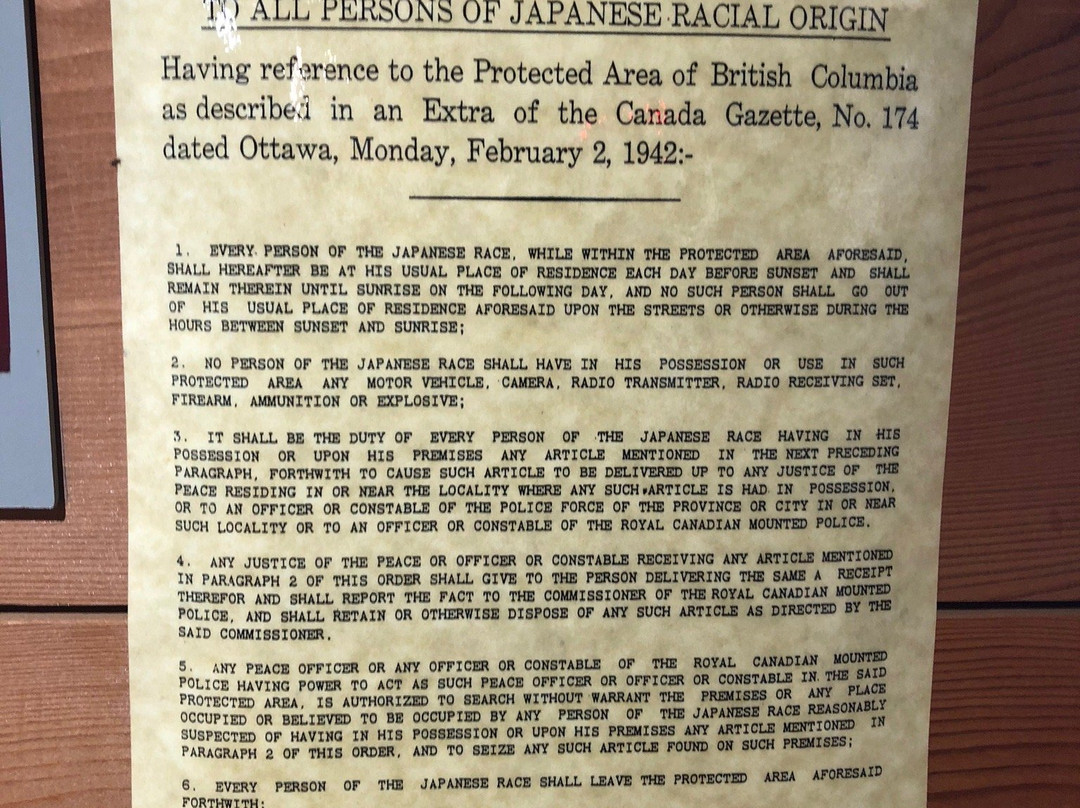 TO ALL PERSONS OF JAPANESE RACIAL ORIGIN
Having reference to the Protected Area of British Columbia
as described in an Extra of the Canada Gazette, No. 174
dated Ottawa, Monday, February 2, 1942:-
1. EVERY PERSON OF THE JAPANESE RACE, WHILE WITHIN THE PROTECTED AREA AFORESAID,
SHALL HEREAFTER BE AT HIS USUAL PLACE OF RESIDENCE EACH DAY BEFORE SUNSET AND SHALL
REMAIN THEREIN UNTIL SUNRISE ON THE FOLLOWING DAY, AND NO SUCH PERSON SHALL GO OUT
OF HIS USUAL PLACE OF RESIDENCE AFORESAID UPON THE STREETS OR OTHERWISE DURING THE
HOURS BETWEEN SUNSET AND SUNRISE;
2. NO PERSON OF THE JAPANESE RACE SHALL HAVE IN HIS POSSESSION OR USE IN SUCH
PROTECTED AREA ANY MOTOR VEHICLE, CAMERA, RADIO TRANSMITTER, RADIO RECEIVING SET,
FIREARM, AMMUNITION OR EXPLOSIVE;
3. IT SHALL BE THE DUTY OF EVERY PERSON OF THE JAPANESE RACE HAVING IN HIS
POSSESSION OR UPON HIS PREMISES ANY ARTICLE MENTIONED IN THE NEXT PRECEDING
PARAGRAPH, FORTHWITH TO CAUSE SUCH ARTICLE TO BE DELIVERED UP TO ANY JUSTICE OF THE
PEACE RESIDING IN OR NEAR THE LOCALITY WHERE ANY SUCH ARTICLE IS HAD IN POSSESSION,
OR TO AN OFFICER OR CONSTABLE OF THE POLICE FORCE OF THE PROVINCE OR CITY IN OR NEAR
SUCH LOCALITY OR TO AN OFFICER OR CONSTABLE OF THE ROYAL CANADIAN MOUNTED POLICE.
4. ANY JUSTICE OF THE PEACE OR OFFICER OR CONSTABLE RECEIVING ANY ARTICLE MENTIONED
IN PARAGRAPH 2 OF THIS ORDER SHALL GIVE TO THE PERSON DELIVERING THE SAME A RECEIPT
THEREFOR AND SHALL REPORT THE FACT TO THE COMMISSIONER OF THE ROYAL CANADIAN MOUNTED
POLICE, AND SHALL RETAIN OR OTHERWISE DISPOSE OF ANY SUCH ARTICLE AS DIRECTED BY THE
SAID COMMISSIONER.
5. ANY PEACE OFFICER OR ANY OFFICER OR CONSTABLE OF THE ROYAL CANADIAN MOUNTED
POLICE HAVING POWER TO ACT AS SUCH PEACE OFFICER OR OFFICER OR CONSTABLE IN THE SAID
PROTECTED AREA, IS AUTHORIZED TO SEARCH WITHOUT WARRANT THE PREMISES OR ANY PLACE
OCCUPIED OR BELIEVED TO BE OCCUPIED BY ANY PERSON OF THE JAPANESE RACE REASONABLY
SUSPECTED OF HAVING IN HIS POSSESSION OR UPON HIS PREMISES ANY ARTICLE MENTIONED IN
PARAGRAPH 2 OF THIS ORDER, AND TO SEIZE ANY SUCH ARTICLE FOUND ON SUCH PREMISES;
6. EVERY PERSON OF THE JAPANESE RACE SHALL LEAVE THE PROTECTED AREA AFORESAID
FORTHWITH;